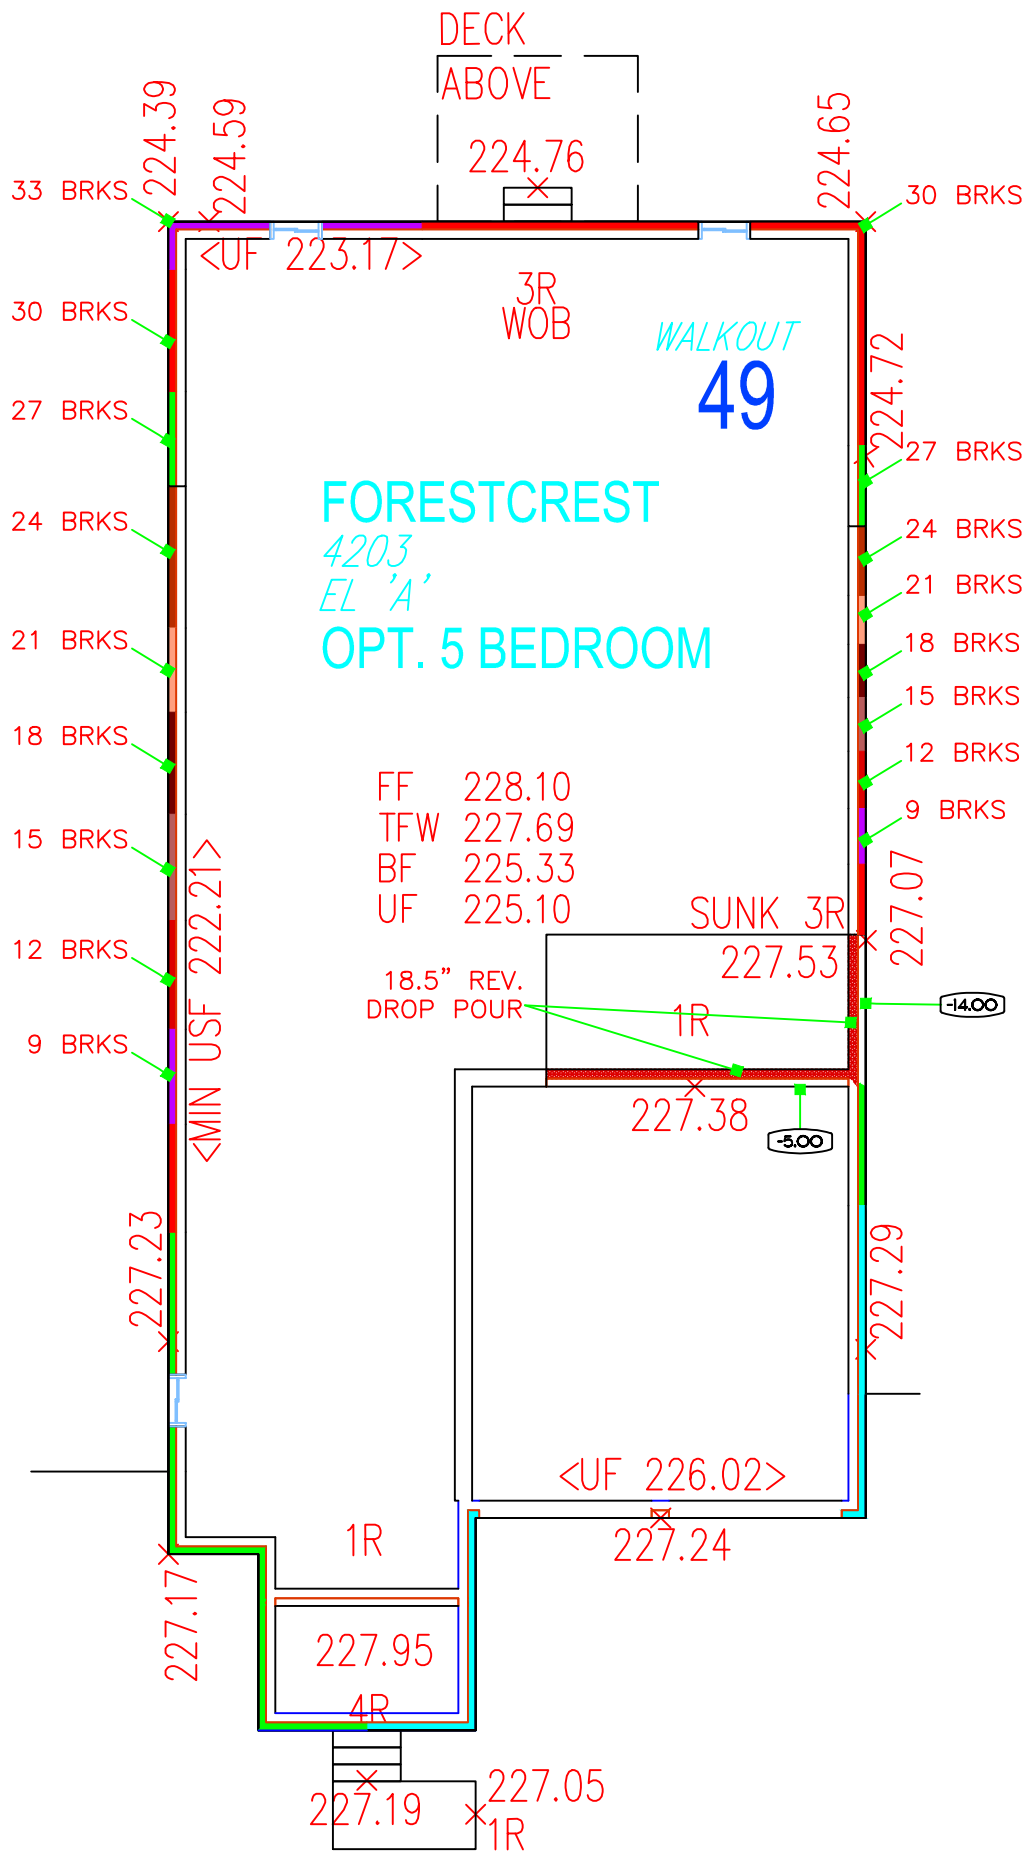 DECK
ABOVE
224.39
224.59
224.76
224.65
33 BRKS
30 BRKS
<UF 223.17>
3R
WOB
30 BRKS
WALKOUT
49
224.72
27 BRKS
27 BRKS
FORESTCREST
4203
EL 'A'
OPT. 5 BEDROOM
24 BRKS
24 BRKS
21 BRKS
21 BRKS
18 BRKS
18 BRKS
15 BRKS
12 BRKS
9 BRKS
FF 228.10
TFW 227.69
BF 225.33
UF 225.10
15 BRKS
<MIN USF 222.21>
12 BRKS
9 BRKS
SUNK 3R
227.53
227.07
18.5" REV.
DROP POUR
1R
-14.00
227.38
-5.00
227.23
227.29
<UF 226.02>
227.24
1R
227.17
227.95
4R
227.19
227.05
1R